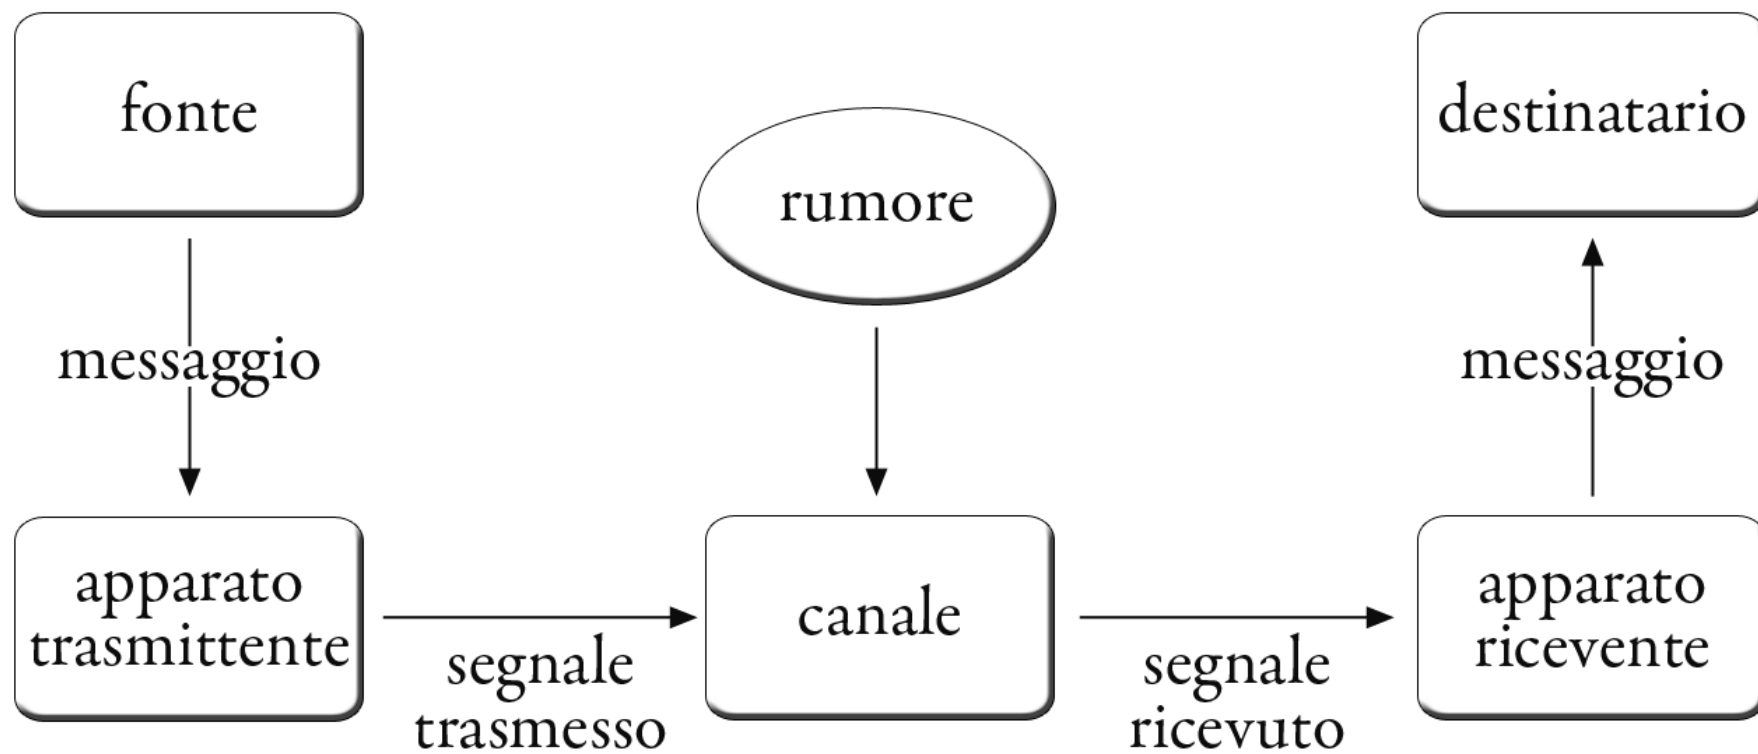 fonte
rumore
destinatario
messaggio
messaggio
apparato
trasmittente
segnale
trasmesso
canale
segnale
ricevuto
apparato
ricevente